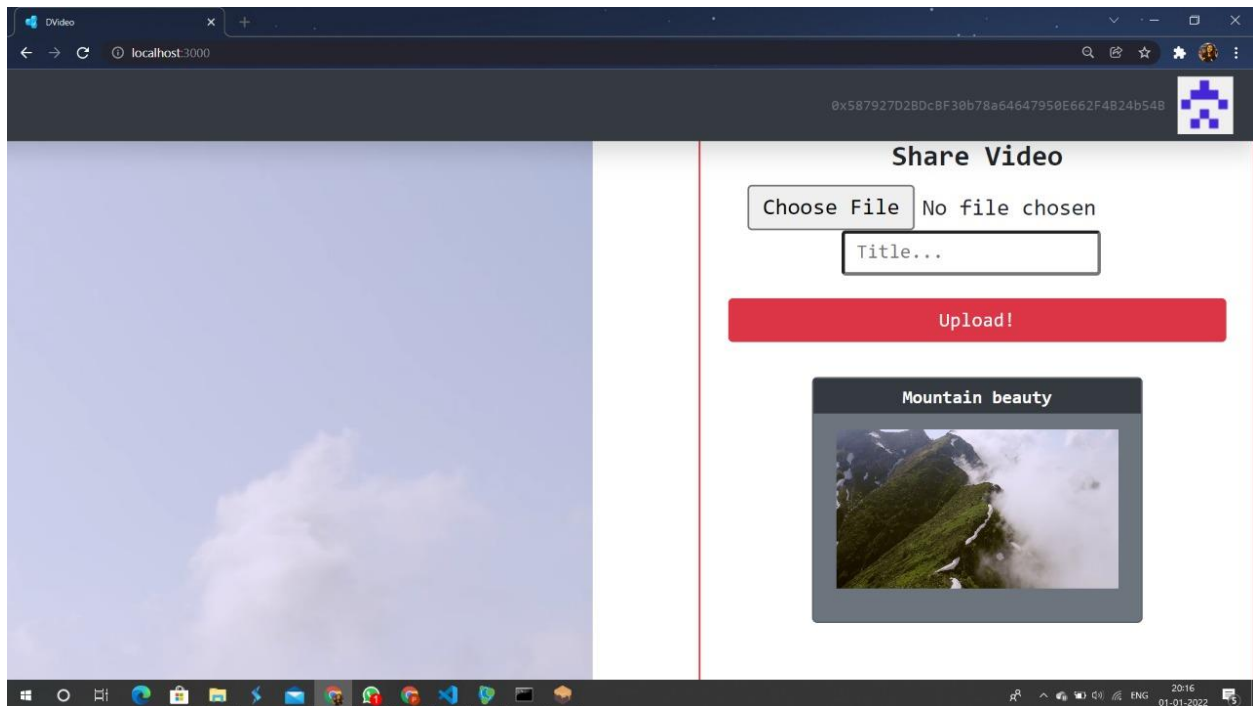 DVideo
localhost:3000
0x587927D2BDcBF30b78a64647950E662F4B24b54B
Share Video
Choose File No file chosen
Title...
Upload!
Mountain beauty
ENG
20:16
01-01-2022